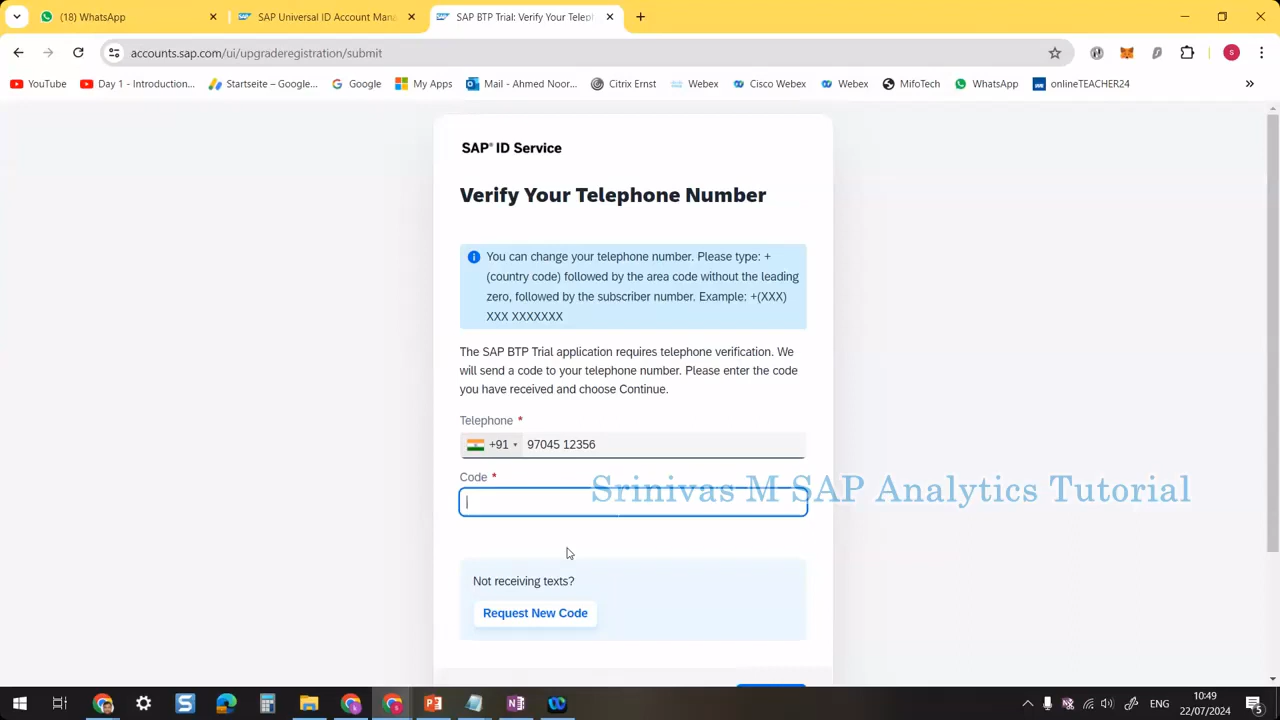 (18) WhatsApp
SAP Universal ID Account Mana
SAP BTP Trial: Verify Your Teleph
accounts.sap.com/ui/upgraderegistration/submit
S
YouTube
Day 1 - Introduction...
Startseite – Google...
Google
My Apps
Mail - Ahmed Noor...
Citrix Ernst
Webex
Cisco Webex
Webex
MifoTech
WhatsApp
onlineTEACHER24
SAP® ID Service
Verify Your Telephone Number
You can change your telephone number. Please type: +
(country code) followed by the area code without the leading
zero, followed by the subscriber number. Example: +(XXX)
XXX XXXXXXX
The SAP BTP Trial application requires telephone verification. We
will send a code to your telephone number. Please enter the code
you have received and choose Continue.
Telephone *
+91 97045 12356
Code *
Srinivas M SAP Analytics Tutorial
Not receiving texts?
Request New Code
ENG
10:49
22/07/2024
5